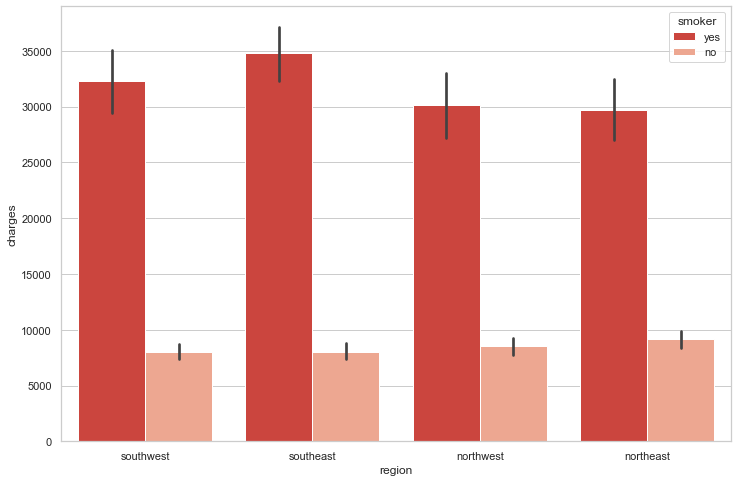 smoker
yes
no
35000
30000
25000
20000
15000
10000
5000
0
charges
southwest southeast northwest northeast
region